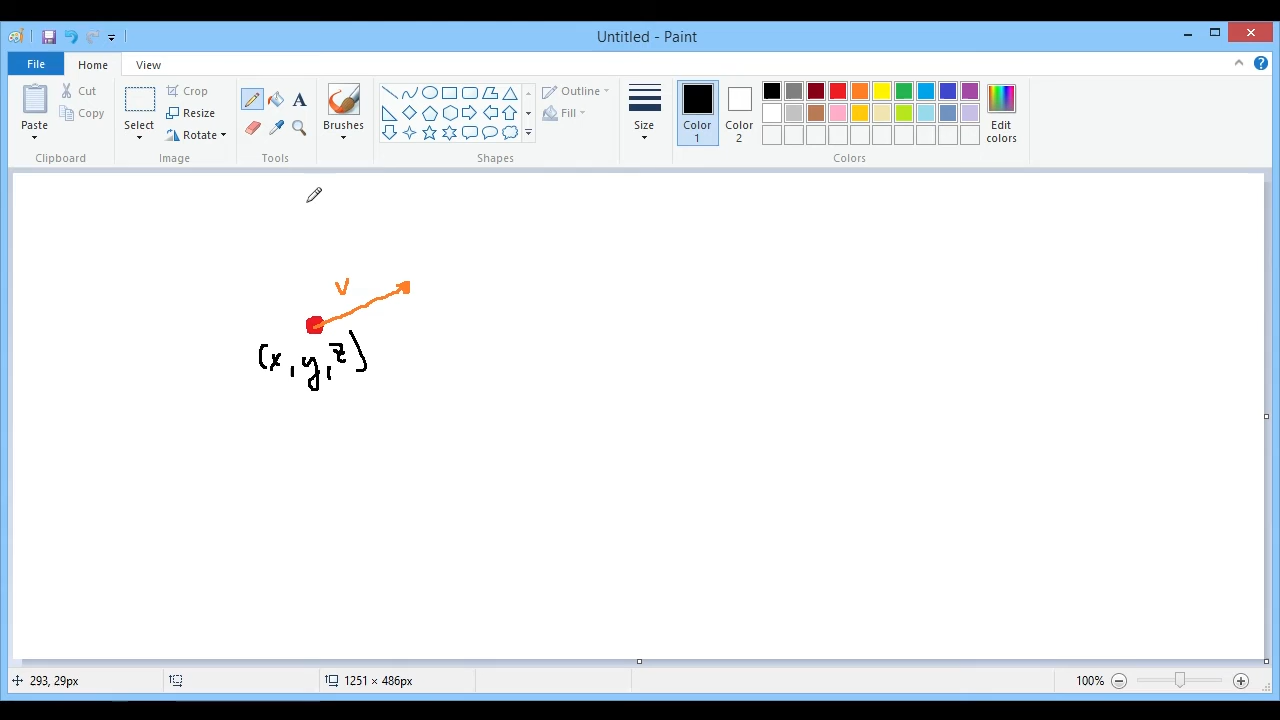 Untitled - Paint
File Home View
Paste Cut Copy Select Crop Resize Rotate A Brushes Outline Fill Size Color 1 Color 2 Edit colors
Clipboard Image Tools Shapes Colors
V
(x, y, z)
293, 29px 1251 × 486px 100%